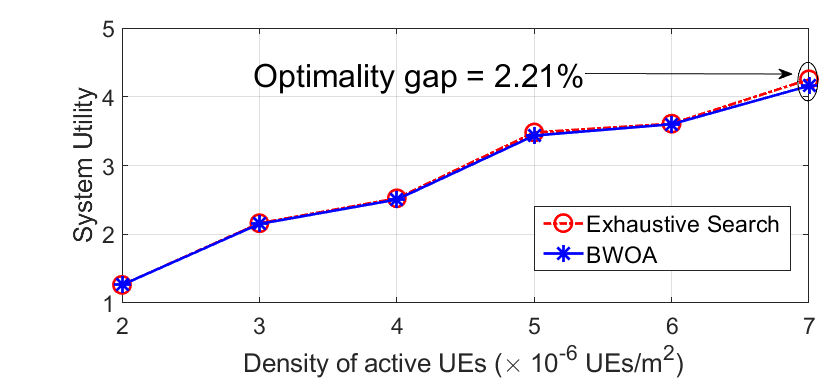 5
Optimality gap = 2.21%
4
3
2
1
System Utility
Exhaustive Search
BWOA
2 3 4 5 6 7
Density of active UEs (× 10⁻⁶ UEs/m²)